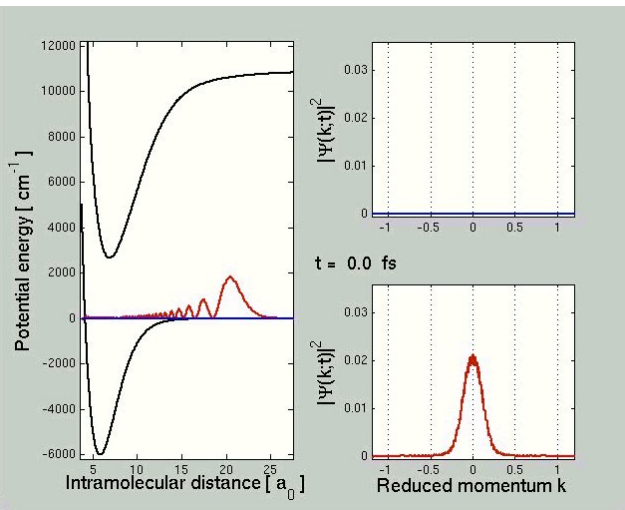 12000
10000
8000
6000
4000
2000
0
-2000
-4000
-6000
5 10 15 20 25
Potential energy [ cm-1 ]
Intramolecular distance [ a0 ]
0.03
0.02
0.01
0
-1 -0.5 0 0.5 1
|Ψ(k;t)|2
t = 0.0 fs
0.03
0.02
0.01
0
-1 -0.5 0 0.5 1
|Ψ(k;t)|2
Reduced momentum k